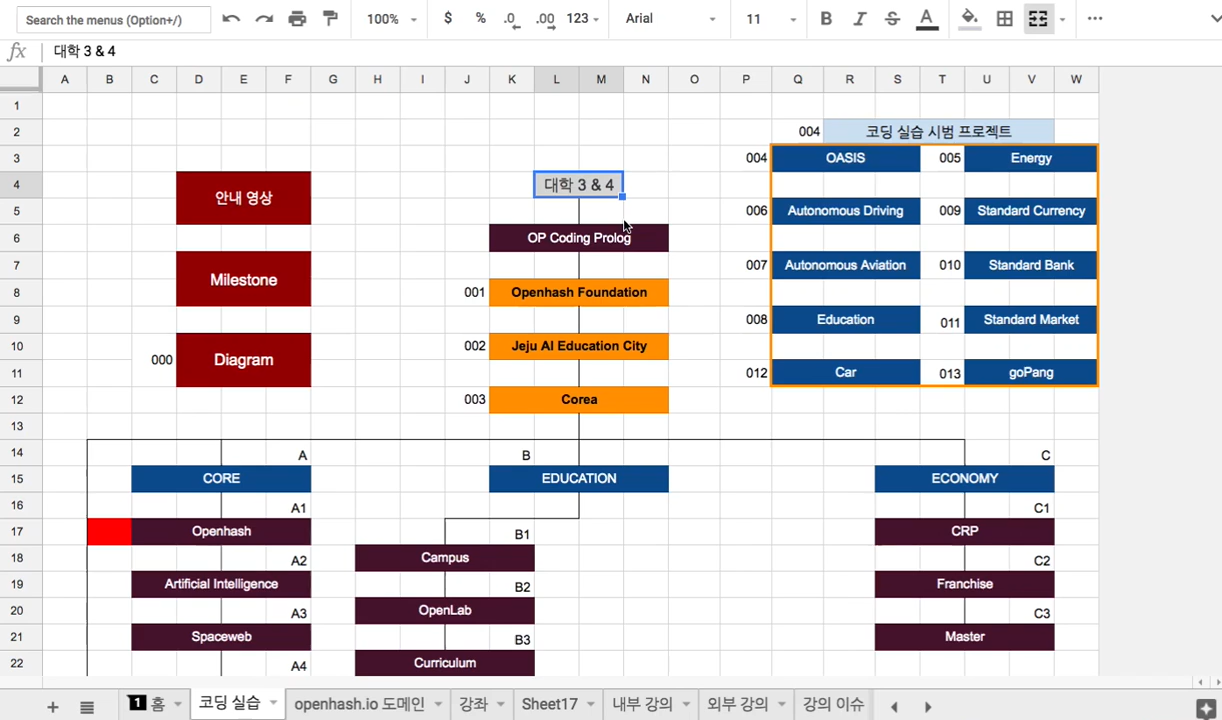 Search the menus (Option+/) 100% $ % .0 .00 123 Arial 11 B I S A ...
fx 대학 3 & 4
A B C D E F G H I J K L M N O P Q R S T U V W
1
2 004 코딩 실습 시범 프로젝트
3 004 OASIS 005 Energy
4 안내 영상 대학 3 & 4
5 006 Autonomous Driving 009 Standard Currency
6 OP Coding Prolog
7 Milestone 007 Autonomous Aviation 010 Standard Bank
8 001 Openhash Foundation
9 008 Education 011 Standard Market
10 000 Diagram 002 Jeju AI Education City
11 012 Car 013 goPang
12 003 Corea
13
14 A B C
15 CORE EDUCATION ECONOMY
16 A1 C1
17 Openhash B1 CRP
18 A2 Campus C2
19 Artificial Intelligence B2 Franchise
20 A3 OpenLab C3
21 Spaceweb B3 Master
22 A4 Curriculum
+ 1 홈 코딩 실습 openhash.io 도메인 강좌 Sheet17 내부 강의 외부 강의 강의 이슈